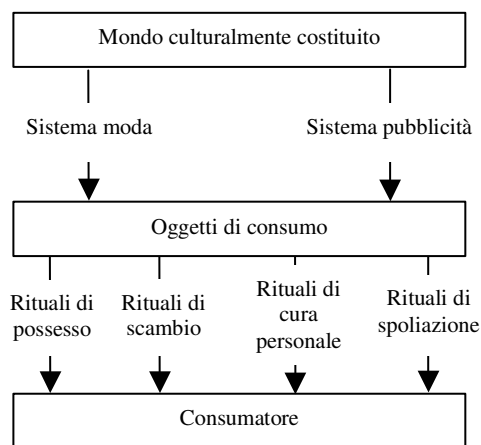 Mondo culturalmente costituito
Sistema moda
Sistema pubblicità
Oggetti di consumo
Rituali di
possesso
Rituali di
scambio
Rituali di
cura
personale
Rituali di
spoliazione
Consumatore